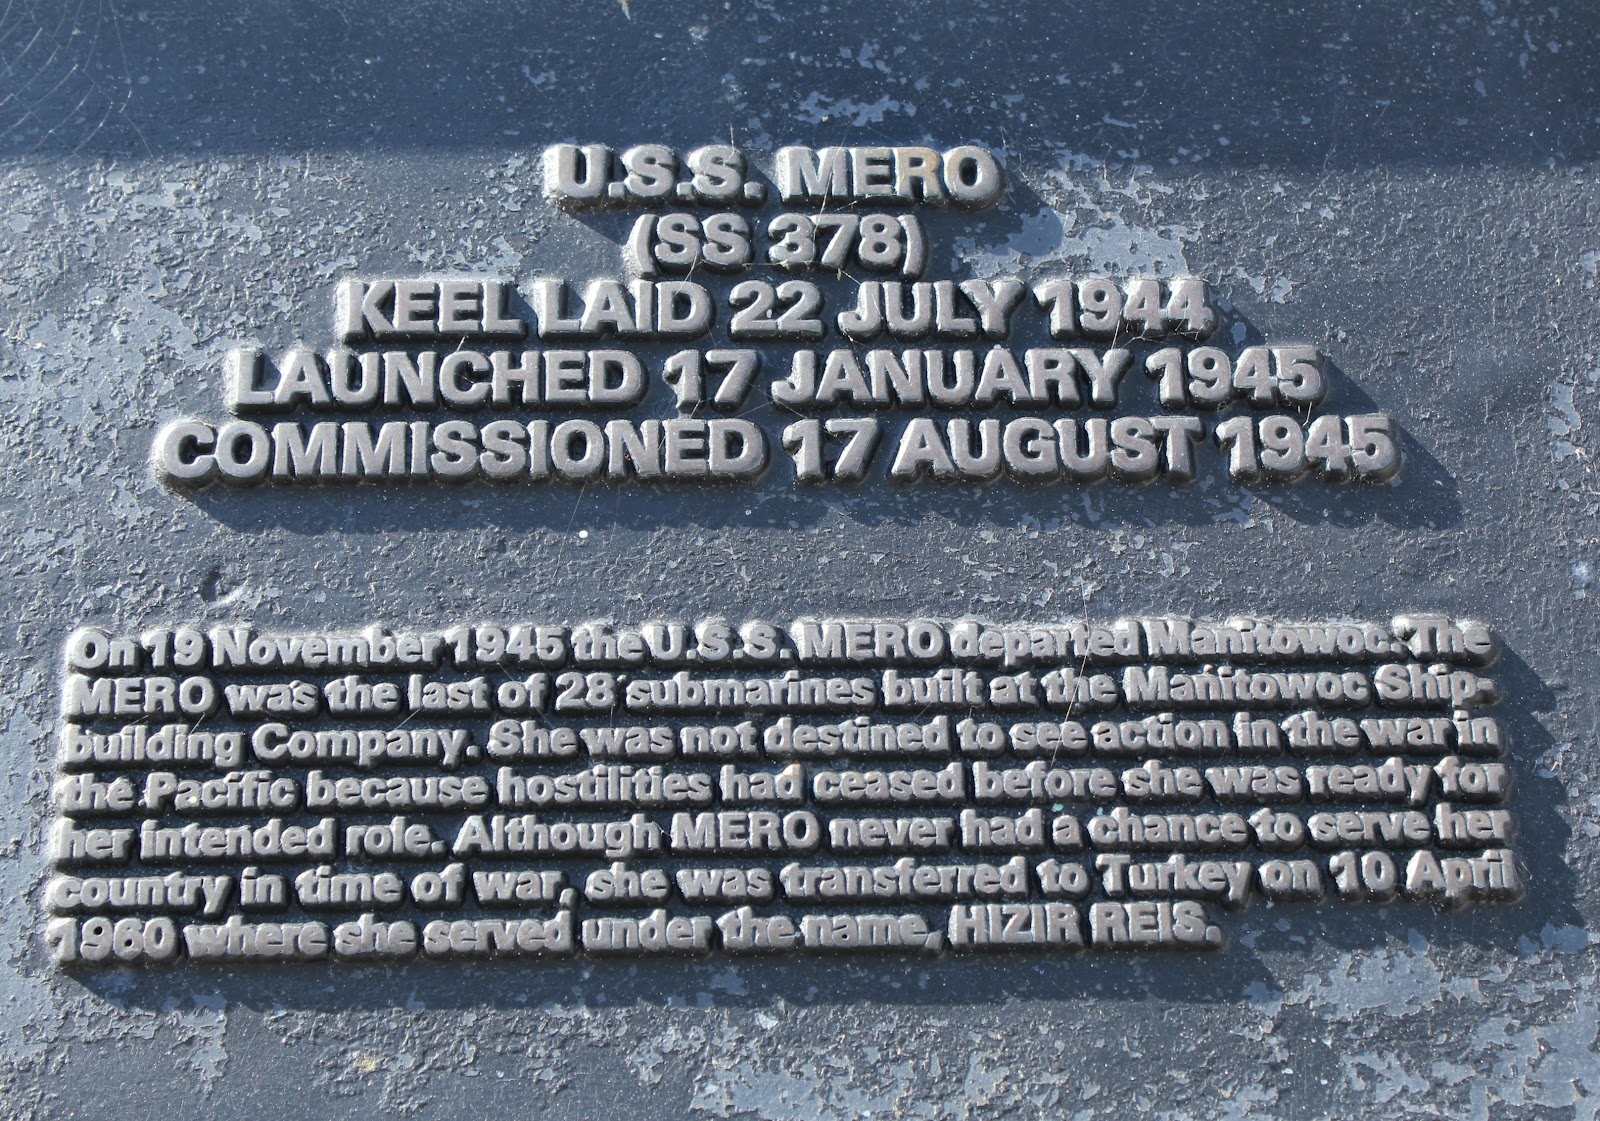 U.S.S. MERO
(SS 378)
KEEL LAID 22 JULY 1944
LAUNCHED 17 JANUARY 1945
COMMISSIONED 17 AUGUST 1945
On 19 November 1945 the U.S.S. MERO departed Manitowoc. The
MERO was the last of 28 submarines built at the Manitowoc Ship-
building Company. She was not destined to see action in the war in
the Pacific because hostilities had ceased before she was ready for
her intended role. Although MERO never had a chance to serve her
country in time of war, she was transferred to Turkey on 10 April
1960 where she served under the name, HIZIR REIS.